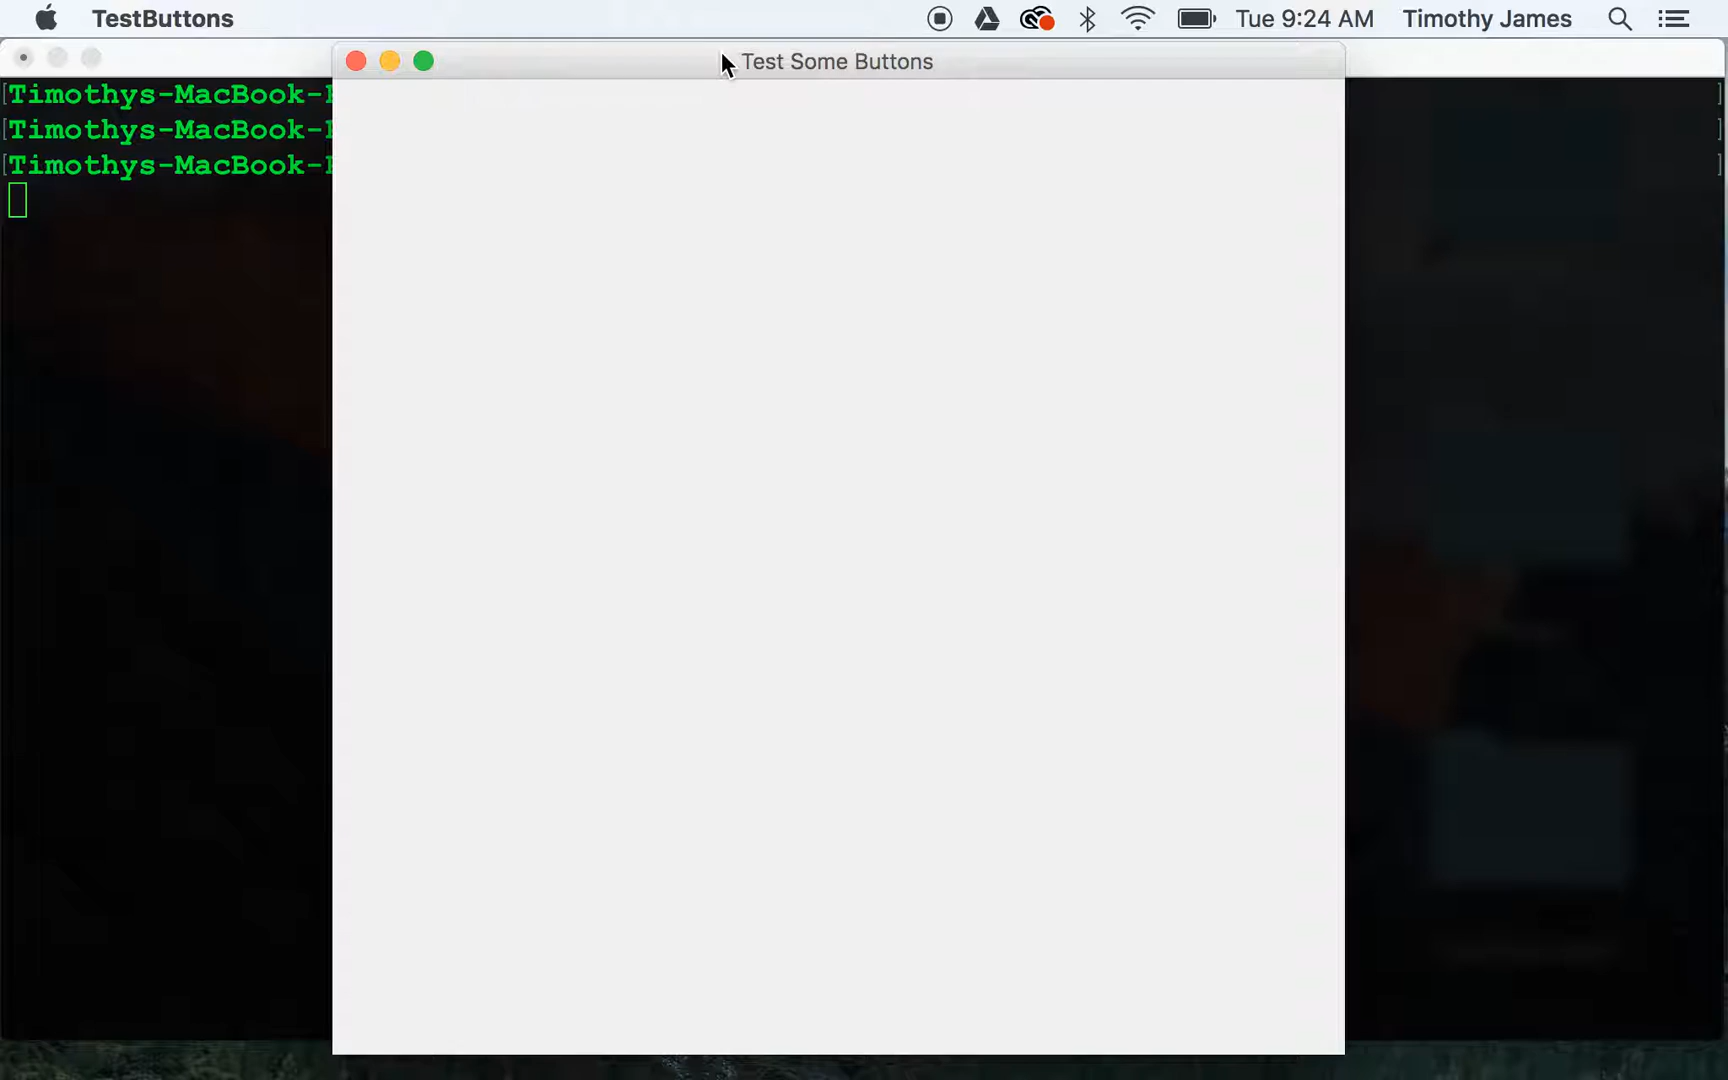 TestButtons
Tue 9:24 AM
Timothy James
Test Some Buttons
[Timothys-MacBook-
[Timothys-MacBook-
[Timothys-MacBook-